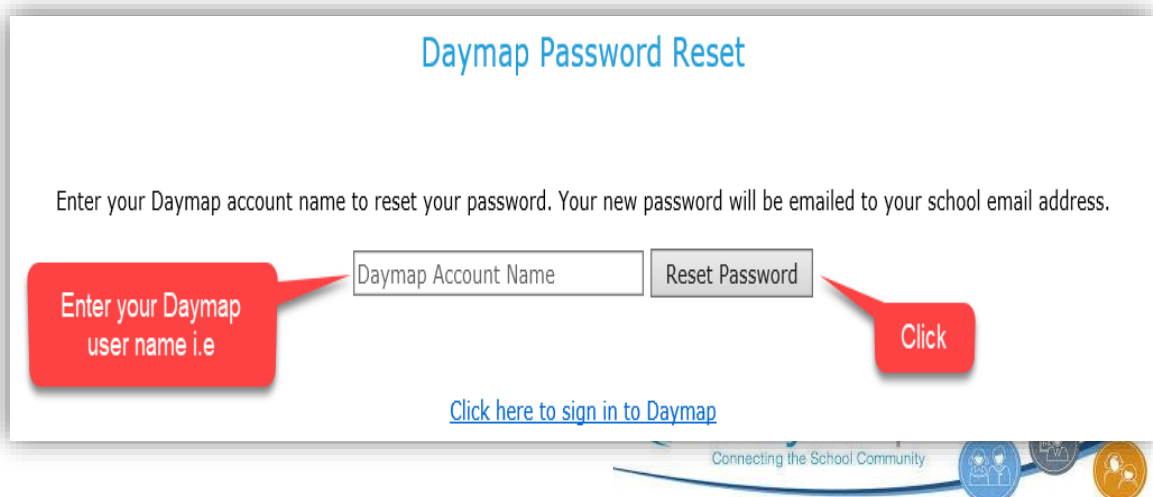 Daymap Password Reset
Enter your Daymap account name to reset your password. Your new password will be emailed to your school email address.
Daymap Account Name Reset Password
Enter your Daymap
user name i.e
Click
Click here to sign in to Daymap
Connecting the School Community